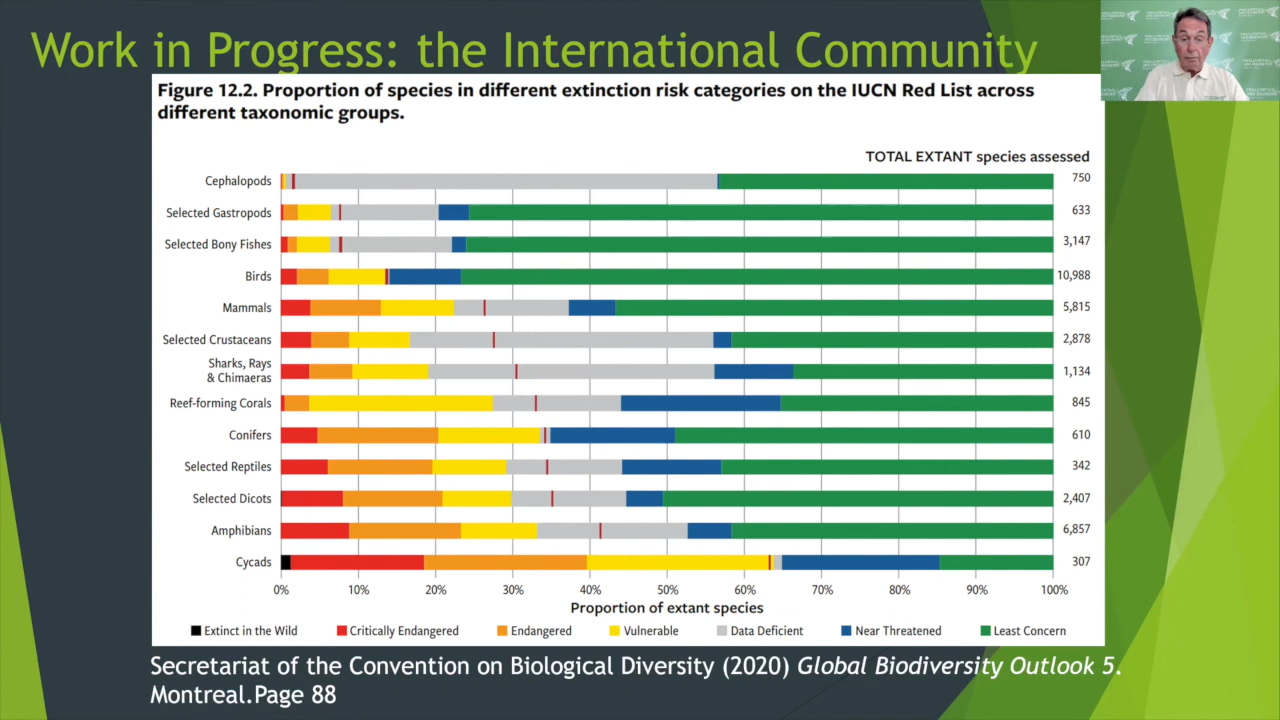 Work in Progress: the International Community
Figure 12.2. Proportion of species in different extinction risk categories on the IUCN Red List across
different taxonomic groups.
TOTAL EXTANT species assessed
Cephalopods 750
Selected Gastropods 633
Selected Bony Fishes 3,147
Birds 10,988
Mammals 5,815
Selected Crustaceans 2,878
Sharks, Rays
& Chimaeras 1,134
Reef-forming Corals 845
Conifers 610
Selected Reptiles 342
Selected Dicots 2,407
Amphibians 6,857
Cycads 307
0% 10% 20% 30% 40% 50% 60% 70% 80% 90% 100%
Proportion of extant species
Extinct in the Wild Critically Endangered Endangered Vulnerable Data Deficient Near Threatened Least Concern
Secretariat of the Convention on Biological Diversity (2020) Global Biodiversity Outlook 5.
Montreal.Page 88